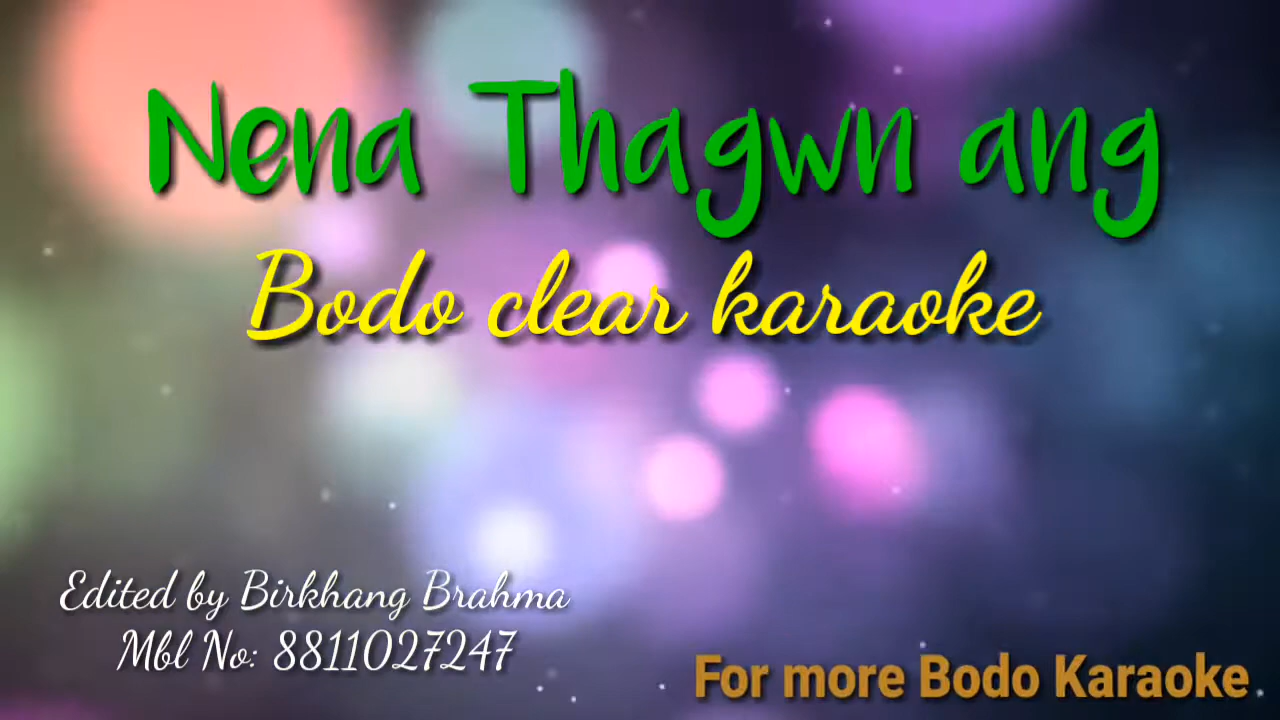 Nena Thagwn ang
Bodo clear karaoke
Edited by Birkhang Brahma
Mbl No: 8811027247
For more Bodo Karaoke